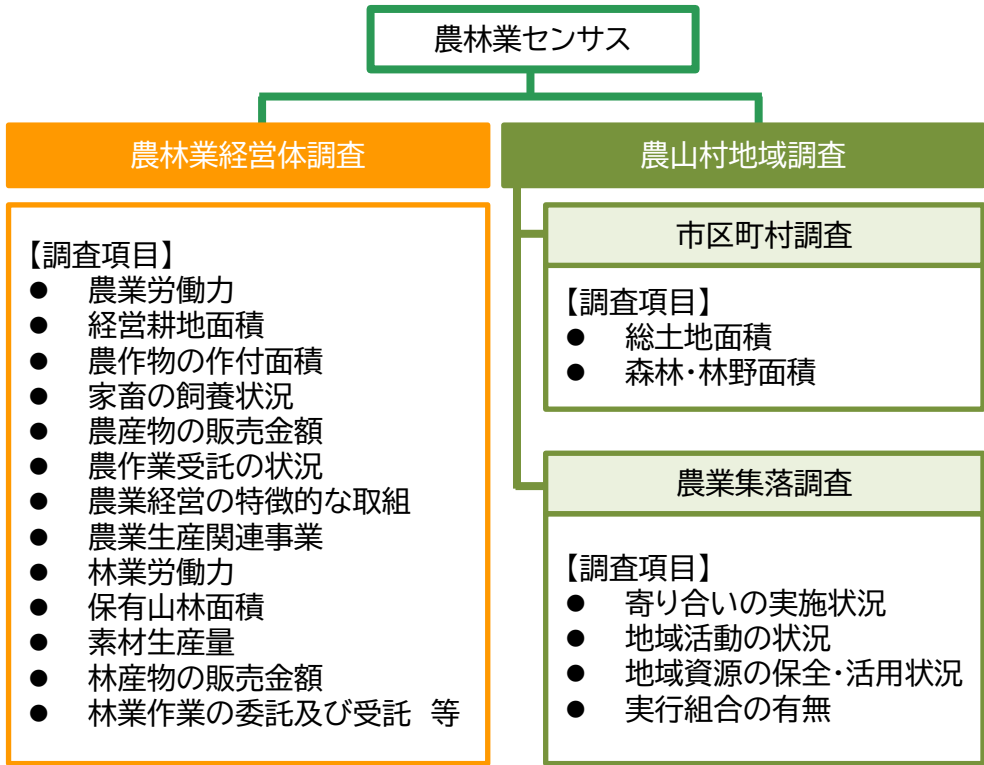 農林業センサス
農林業経営体調査
【調査項目】
● 農業労働力
● 経営耕地面積
● 農作物の作付面積
● 家畜の飼養状況
● 農産物の販売金額
● 農作業受託の状況
● 農業経営の特徴的な取組
● 農業生産関連事業
● 林業労働力
● 保有山林面積
● 素材生産量
● 林産物の販売金額
● 林業作業の委託及び受託 等
農山村地域調査
市区町村調査
【調査項目】
● 総土地面積
● 森林・林野面積
農業集落調査
【調査項目】
● 寄り合いの実施状況
● 地域活動の状況
● 地域資源の保全・活用状況
● 実行組合の有無